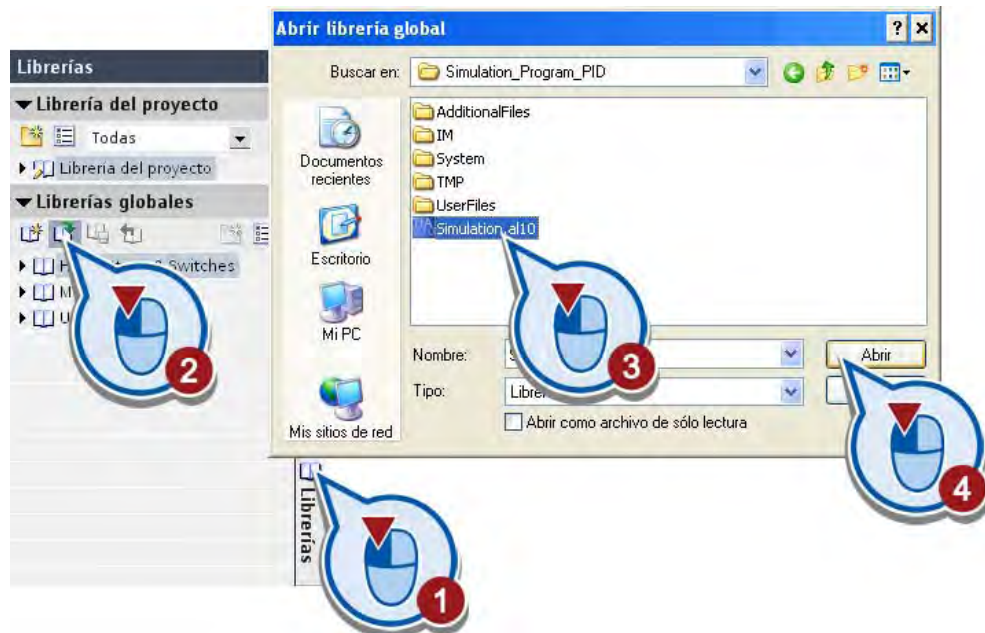 Abrir librería global
Librerías
Buscar en:
Simulation_Program_PID
Librería del proyecto
Todas
Librería del proyecto
Librerías globales
Switches
AdditionalFiles
IM
System
TMP
UserFiles
Simulation_al10
Documentos
recientes
Escritorio
Mi PC
Mis sitios de red
Nombre:
Tipo:
Abrir
Abrir como archivo de sólo lectura
Librerías
1
2
3
4